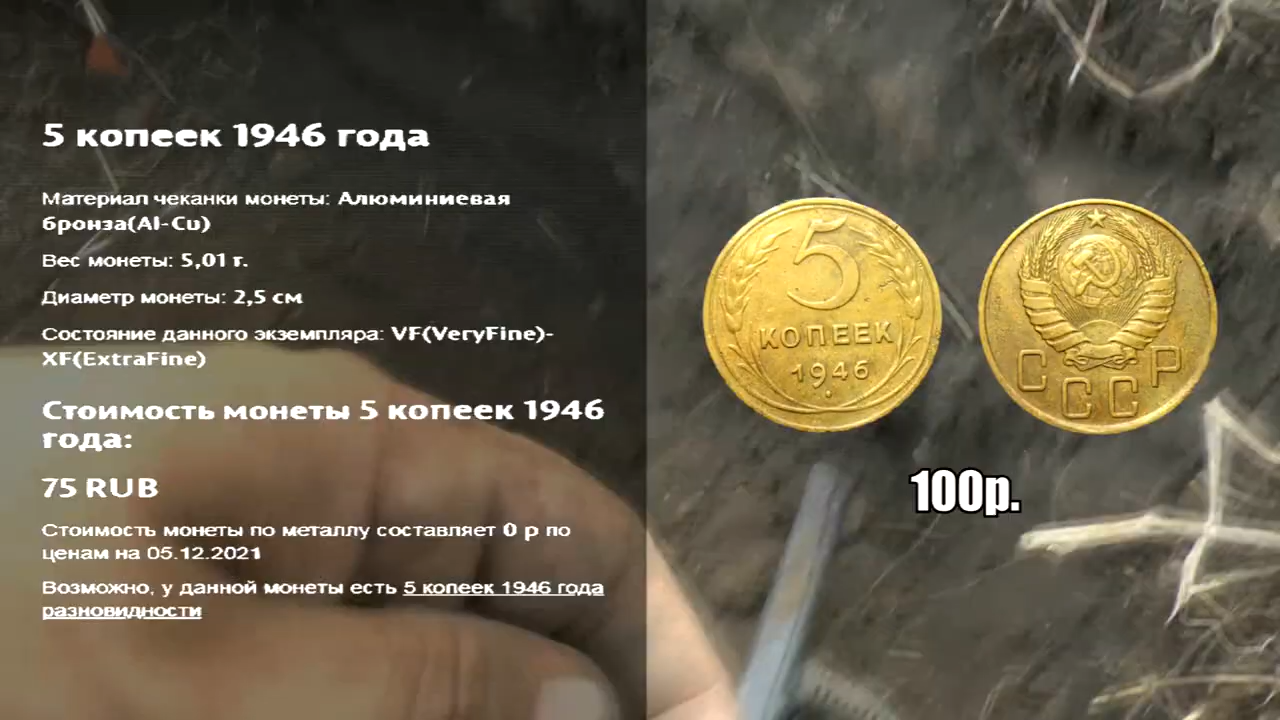 5 копеек 1946 года
Материал чеканки монеты: Алюминиевая
бронза(Al-Cu)
Вес монеты: 5,01 г.
Диаметр монеты: 2,5 см
Состояние данного экземпляра: VF(VeryFine)-
XF(ExtraFine)
Стоимость монеты 5 копеек 1946
года:
75 RUB
Стоимость монеты по металлу составляет 0 р по
ценам на 05.12.2021
Возможно, у данной монеты есть 5 копеек 1946 года
разновидности
5
КОПЕЕК
1946
СССР
100р.